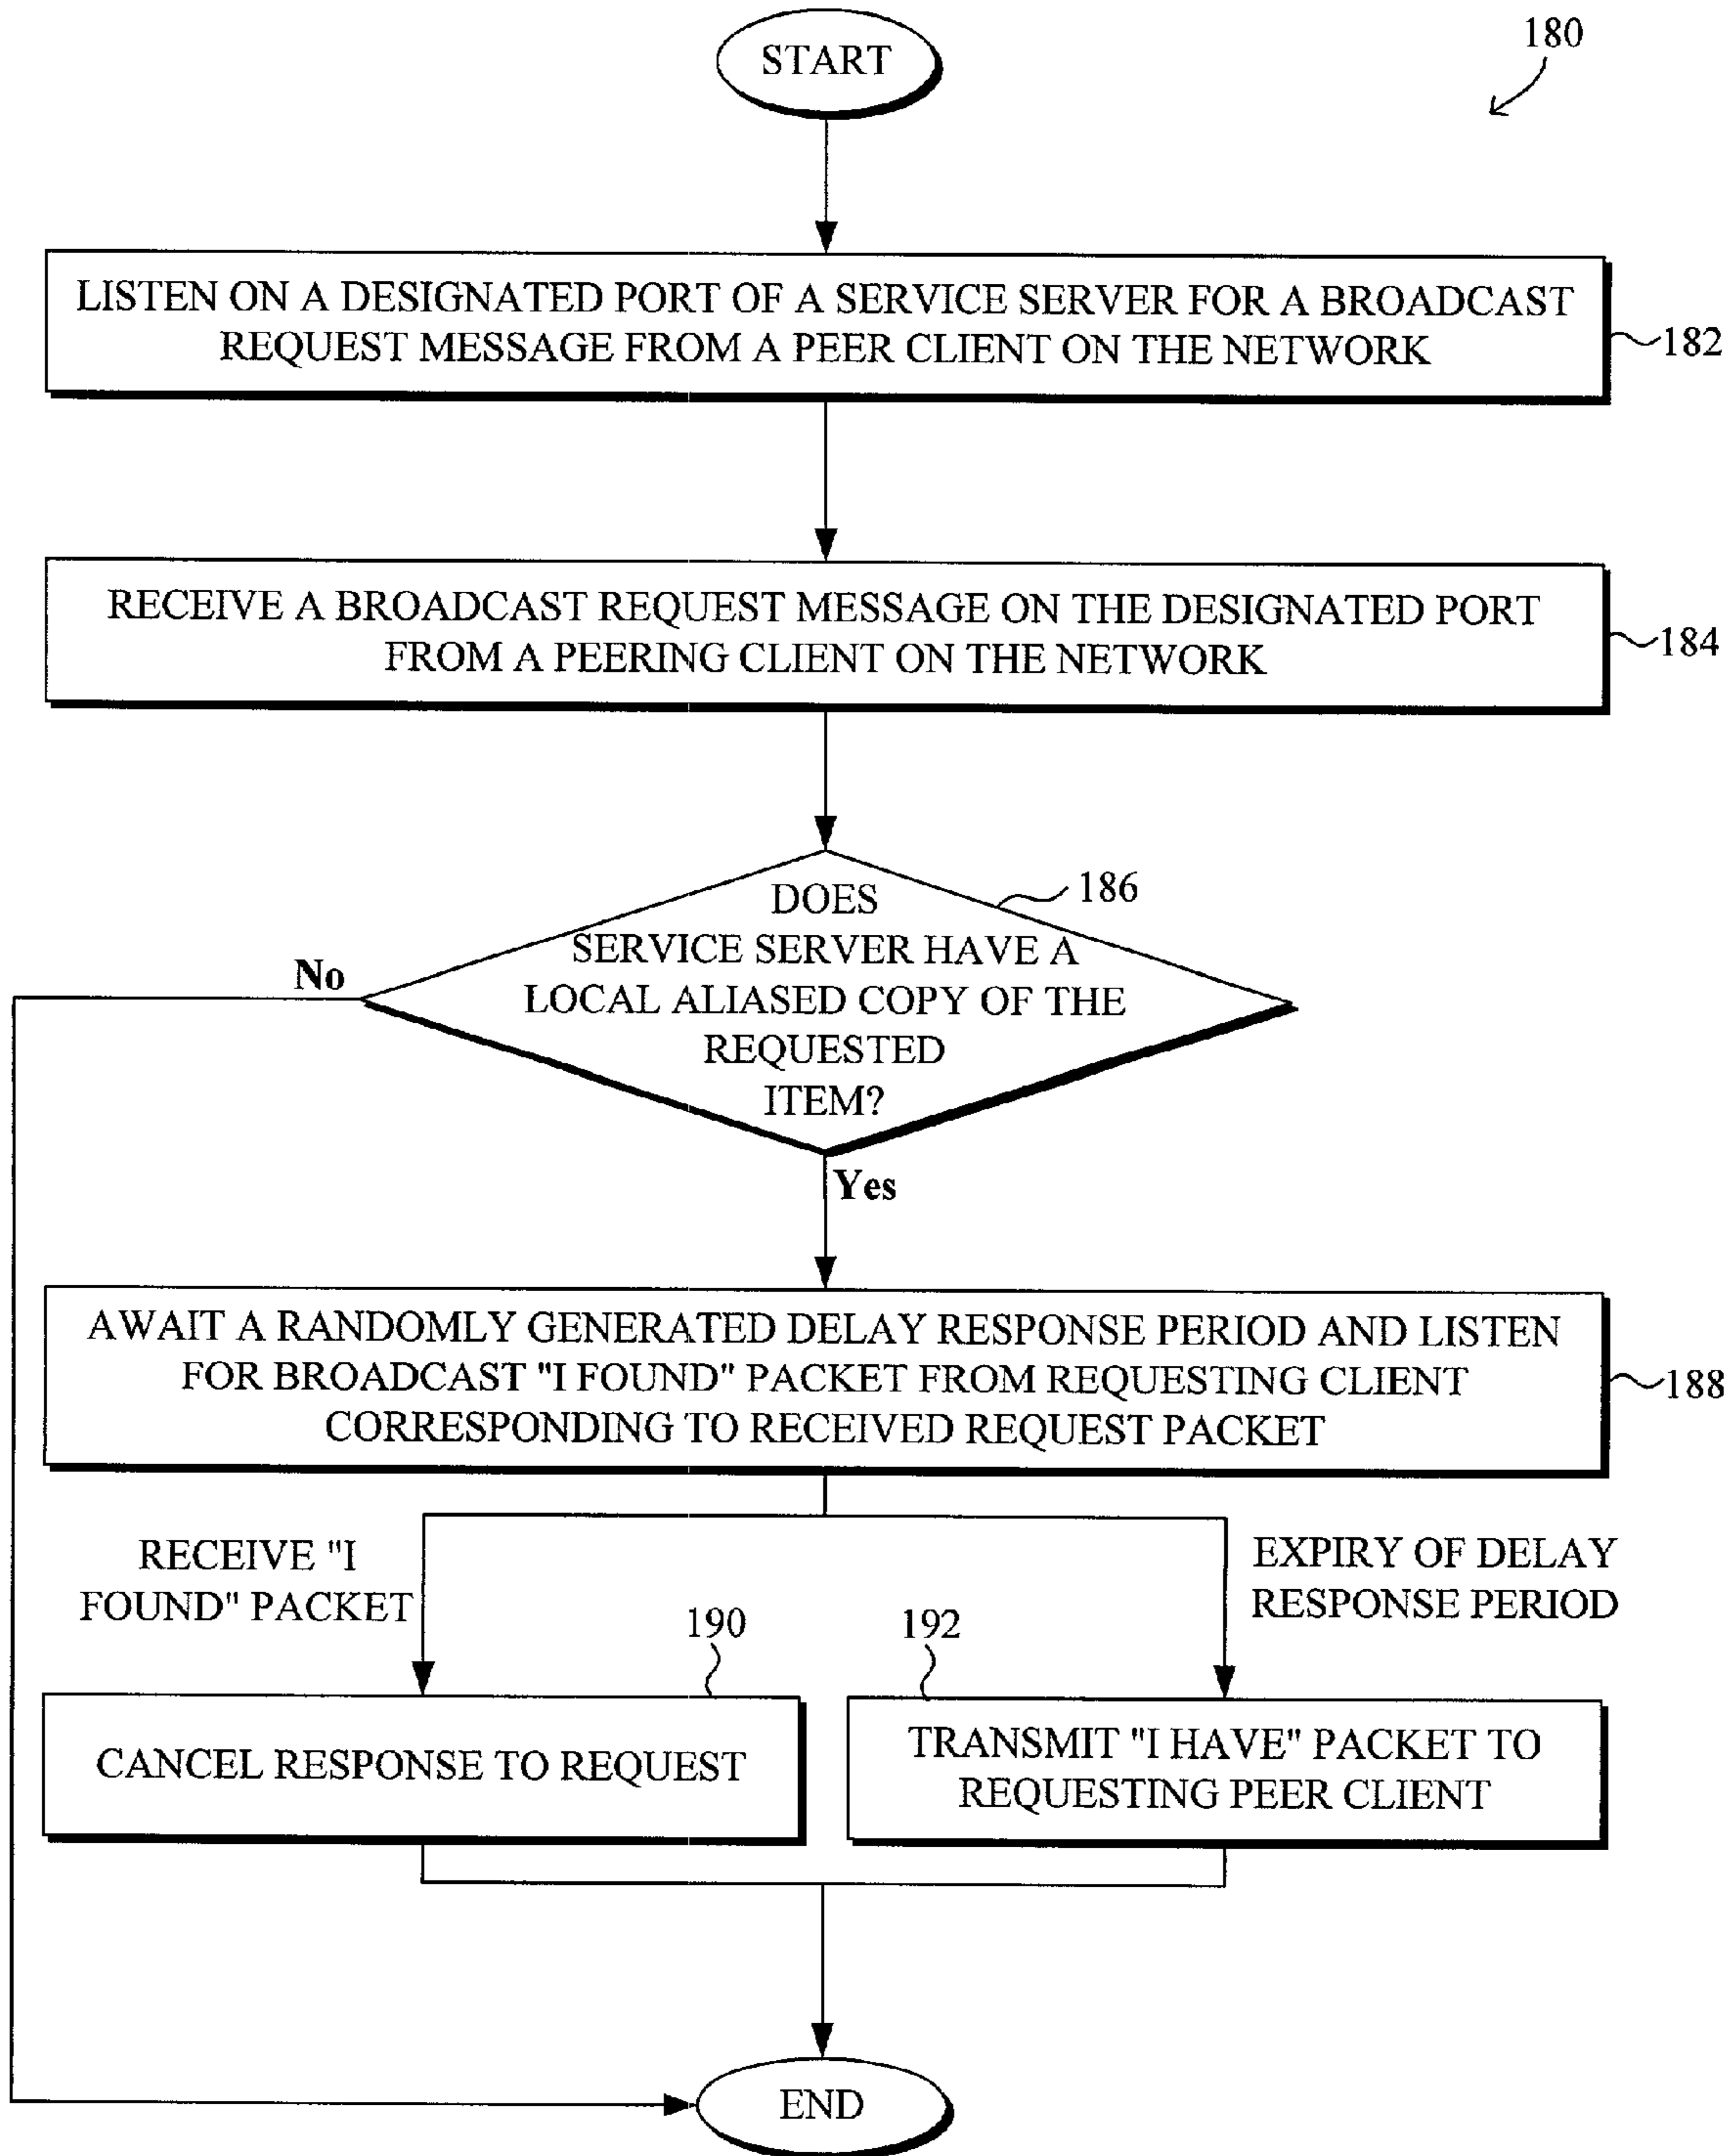 START
180
LISTEN ON A DESIGNATED PORT OF A SERVICE SERVER FOR A BROADCAST
REQUEST MESSAGE FROM A PEER CLIENT ON THE NETWORK
182
RECEIVE A BROADCAST REQUEST MESSAGE ON THE DESIGNATED PORT
FROM A PEERING CLIENT ON THE NETWORK
184
DOES
SERVICE SERVER HAVE A
LOCAL ALIASED COPY OF THE
REQUESTED
ITEM?
186
No
Yes
AWAIT A RANDOMLY GENERATED DELAY RESPONSE PERIOD AND LISTEN
FOR BROADCAST "I FOUND" PACKET FROM REQUESTING CLIENT
CORRESPONDING TO RECEIVED REQUEST PACKET
188
RECEIVE "I
FOUND" PACKET
EXPIRY OF DELAY
RESPONSE PERIOD
190
192
CANCEL RESPONSE TO REQUEST
TRANSMIT "I HAVE" PACKET TO
REQUESTING PEER CLIENT
END